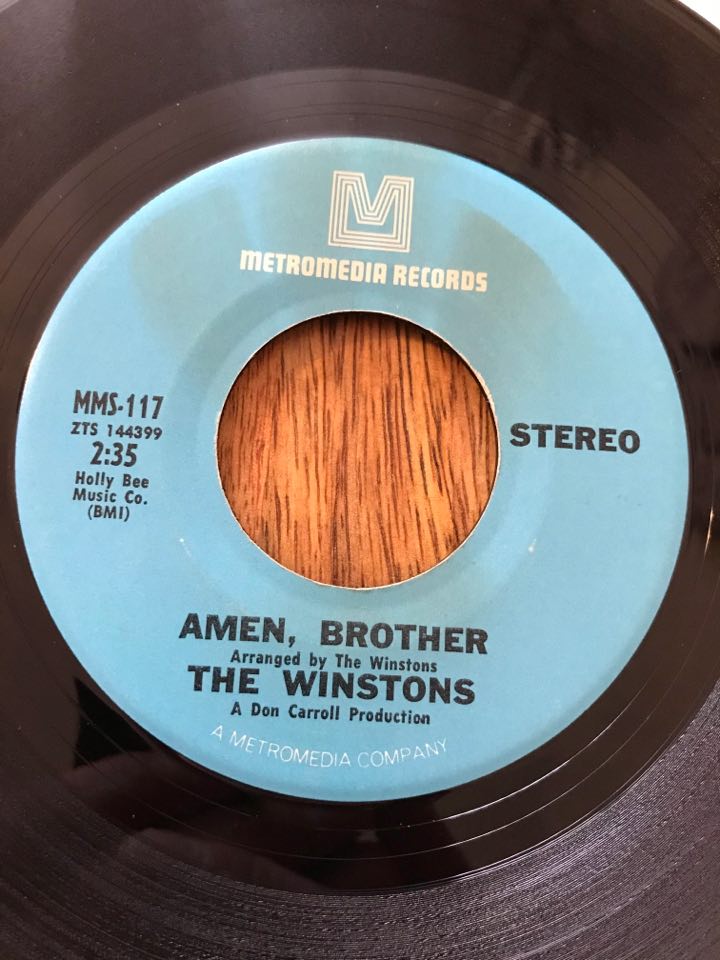 M
METROMEDIA RECORDS
MMS-117
ZTS 144399
2:35
Holly Bee
Music Co.
(BMI)
STEREO
AMEN, BROTHER
Arranged by The Winstons
THE WINSTONS
A Don Carroll Production
A METROMEDIA COMPANY